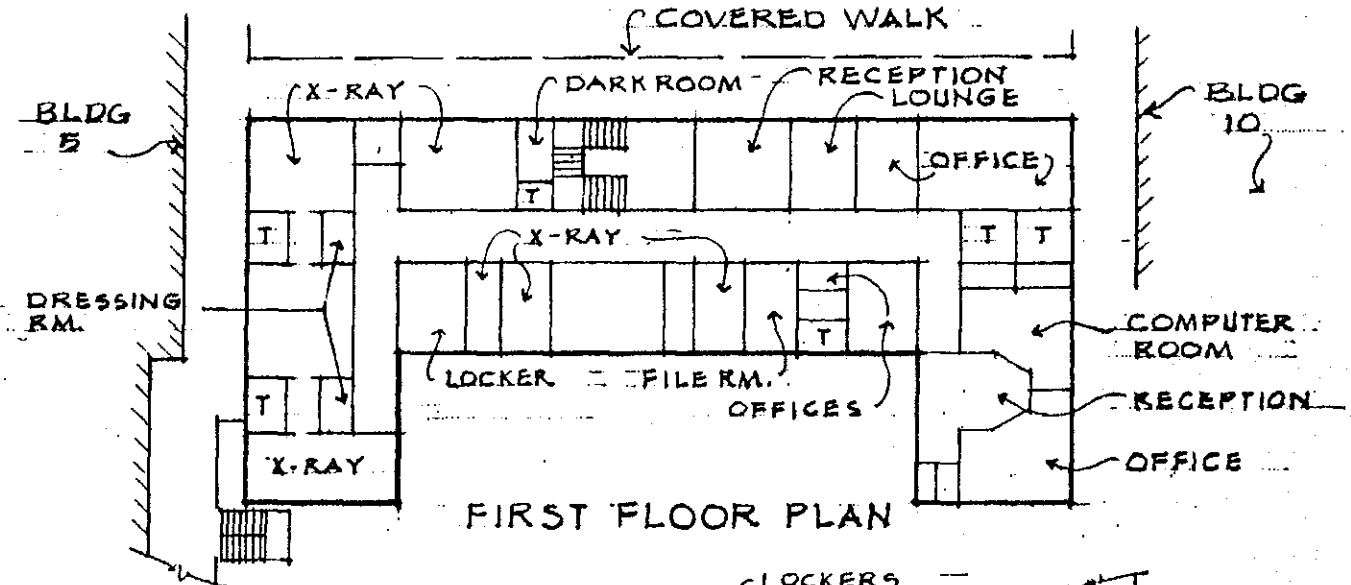 COVERED WALK
X-RAY
DARK ROOM
RECEPTION
LOUNGE
BLDG
5
BLDG
10
OFFICE
T
T
X-RAY
T
T
DRESSING
RM.
COMPUTER
ROOM
T
LOCKER
FILE RM.
OFFICES
T
RECEPTION
X-RAY
OFFICE
FIRST FLOOR PLAN
LOCKERS